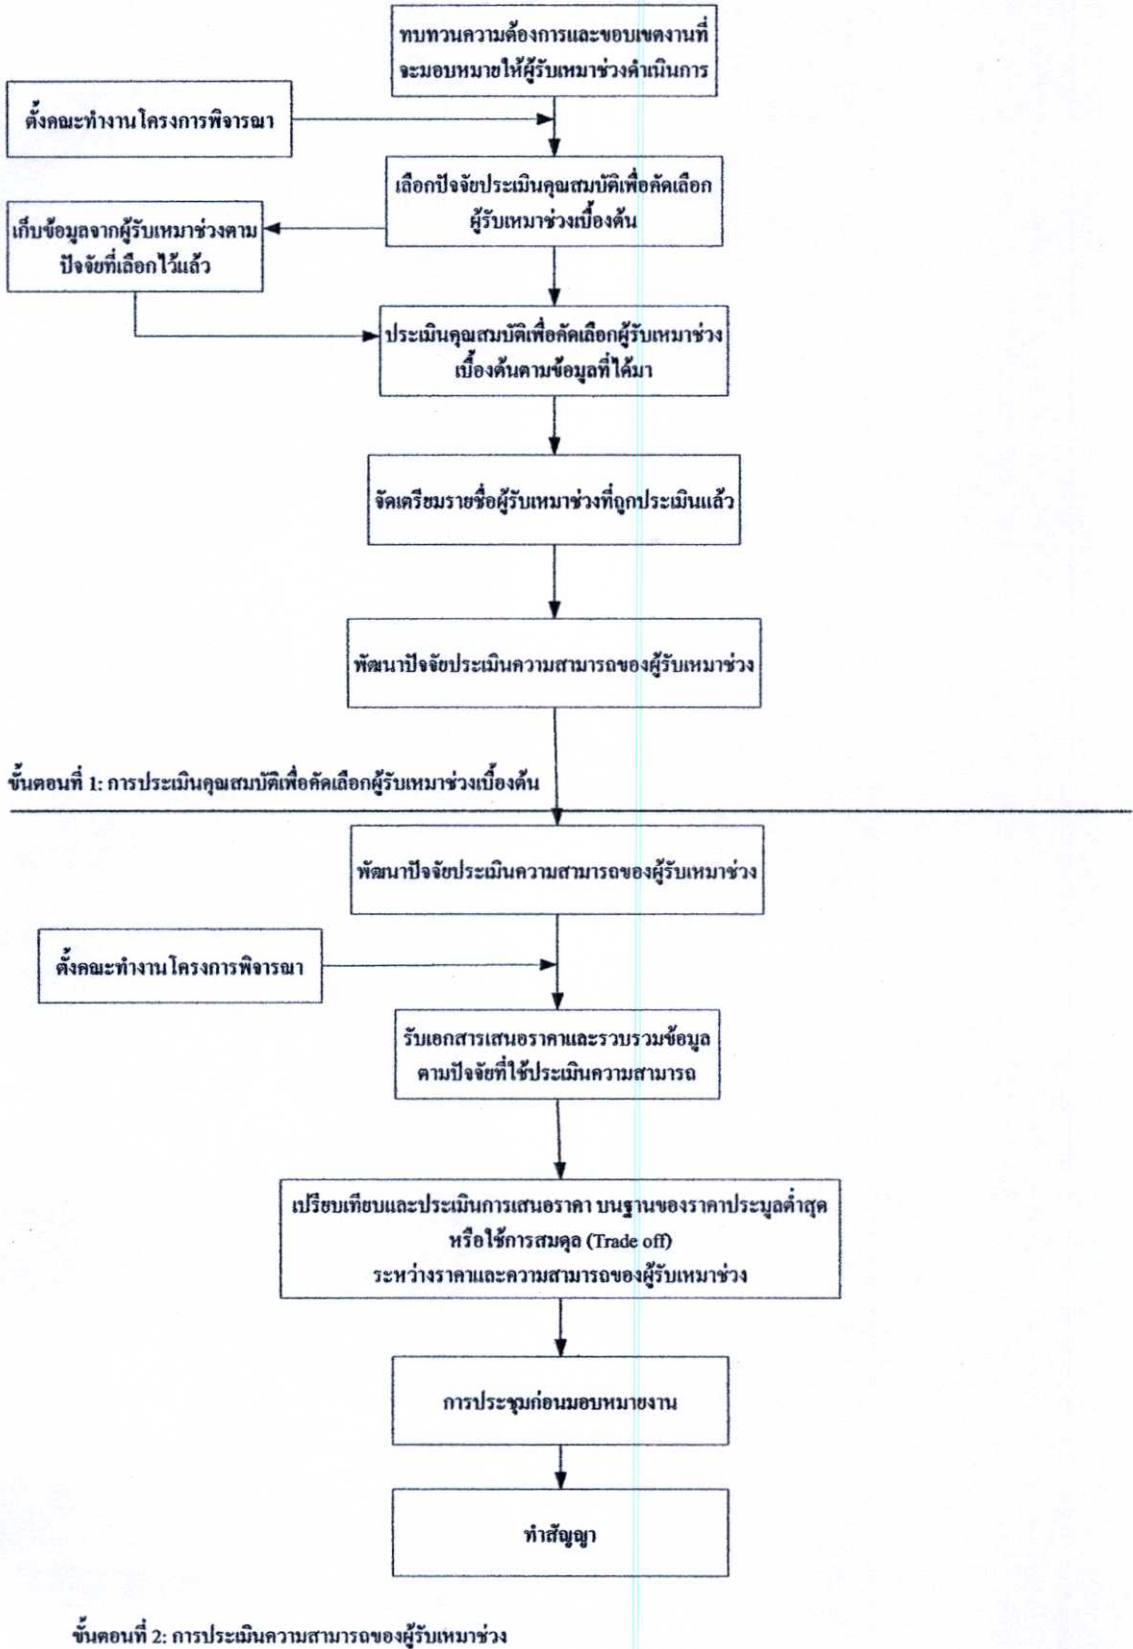 ทบทวนความต้องการและขอบเขตงานที่
จะมอบหมายให้ผู้รับเหมาช่วงดำเนินการ
ตั้งคณะทำงานโครงการพิจารณา
เลือกปัจจัยประเมินคุณสมบัติเพื่อคัดเลือก
ผู้รับเหมาช่วงเบื้องต้น
เก็บข้อมูลจากผู้รับเหมาช่วงตาม
ปัจจัยที่เลือกไว้แล้ว
ประเมินคุณสมบัติเพื่อคัดเลือกผู้รับเหมาช่วง
เบื้องต้นตามข้อมูลที่ได้มา
จัดเตรียมรายชื่อผู้รับเหมาช่วงที่ถูกประเมินแล้ว
พัฒนาปัจจัยประเมินความสามารถของผู้รับเหมาช่วง
ขั้นตอนที่ 1: การประเมินคุณสมบัติเพื่อคัดเลือกผู้รับเหมาช่วงเบื้องต้น
พัฒนาปัจจัยประเมินความสามารถของผู้รับเหมาช่วง
ตั้งคณะทำงานโครงการพิจารณา
รับเอกสารเสนอราคาและรวบรวมข้อมูล
ตามปัจจัยที่ใช้ประเมินความสามารถ
เปรียบเทียบและประเมินการเสนอราคา บนฐานของราคาประมูลต่ำสุด
หรือใช้การสมดุล (Trade off)
ระหว่างราคาและความสามารถของผู้รับเหมาช่วง
การประชุมก่อนมอบหมายงาน
ทำสัญญา
ขั้นตอนที่ 2: การประเมินความสามารถของผู้รับเหมาช่วง